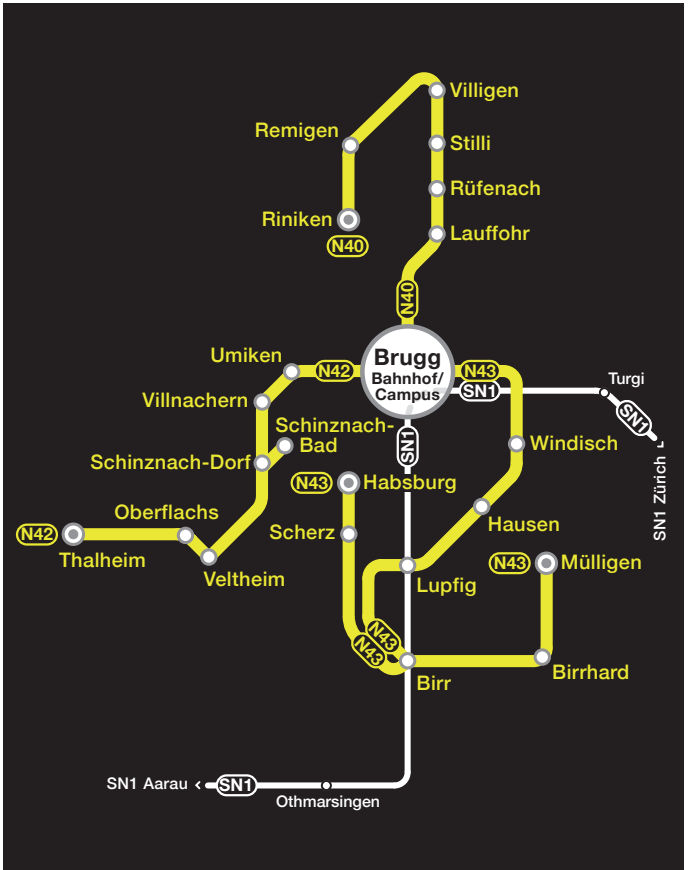 Villigen
Remigen
Stilli
Rüfenach
Riniken
Lauffohr
N40
N40
Umiken
N42
Brugg
Bahnhof/
Campus
N43
SN1
Turgi
SN1
Villnachern
Schinznach-
Bad
SN1
Windisch
Schinznach-Dorf
N43
Habsburg
SN1 Zürich
Oberflachs
Scherz
Hausen
N42
Thalheim
Veltheim
Lupfig
N43
Mülligen
N43
N43
Birr
Birrhard
SN1 Aarau
SN1
Othmarsingen